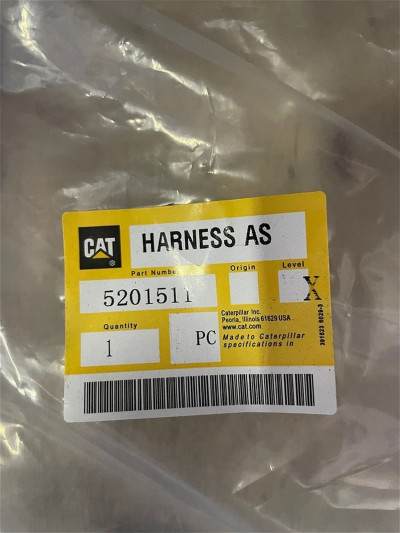 CAT
®
HARNESS AS
Part Number
Origin
Level
5201511
X
Quantity
1
PC
Caterpillar Inc.
Peoria, Illinois 61629 USA
www.cat.com
Made to Caterpillar
specifications in